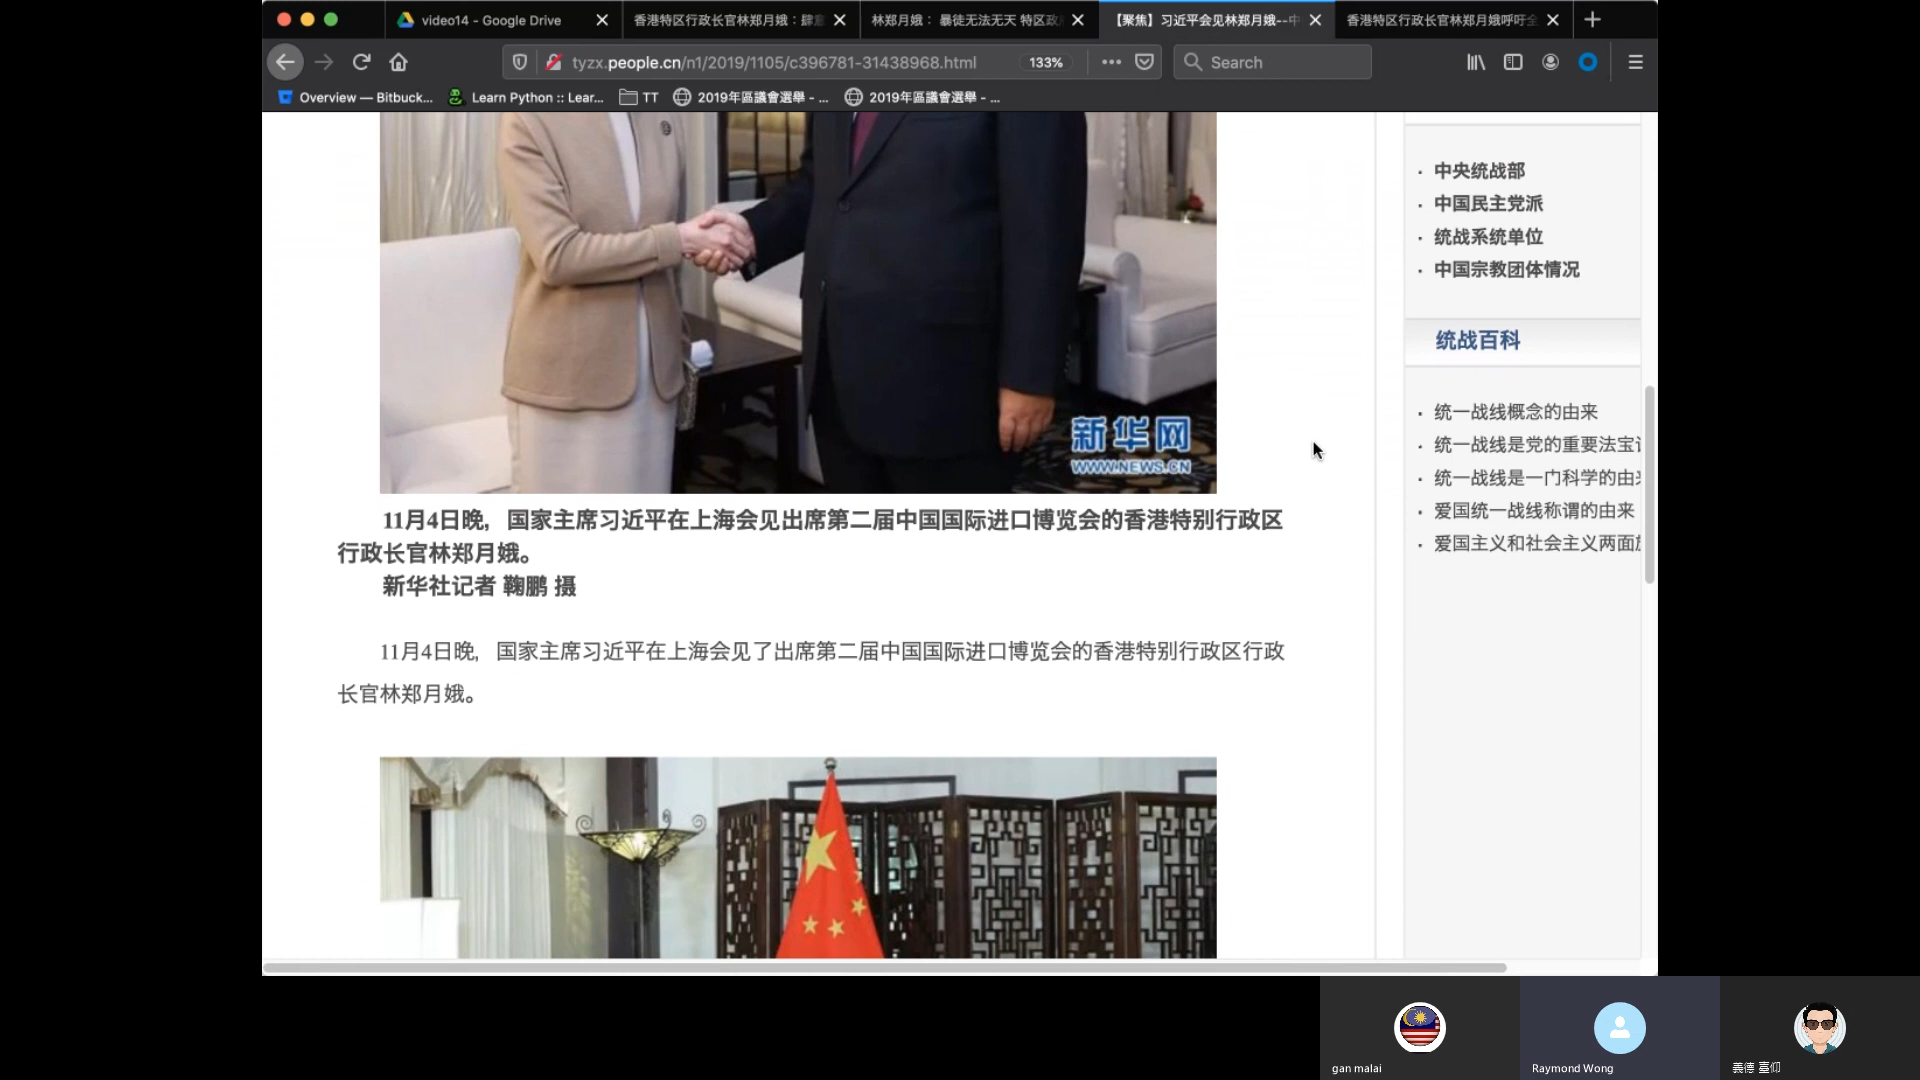 video14 - Google Drive
香港特区行政长官林郑月娥：肆意
林郑月娥： 暴徒无法无天 特区政府
【聚焦】习近平会见林郑月娥--中
香港特区行政长官林郑月娥呼吁全
tyzx.people.cn/n1/2019/1105/c396781-31438968.html
133%
Search
Overview — Bitbuck...
Learn Python :: Lear...
TT
2019年區議會選舉 - ...
2019年區議會選舉 - ...
新华网
WWW.NEWS.CN
11月4日晚，国家主席习近平在上海会见出席第二届中国国际进口博览会的香港特别行政区
行政长官林郑月娥。
新华社记者 鞠鹏 摄
11月4日晚，国家主席习近平在上海会见了出席第二届中国国际进口博览会的香港特别行政区行政
长官林郑月娥。
· 中央统战部
· 中国民主党派
· 统战系统单位
· 中国宗教团体情况
统战百科
· 统一战线概念的由来
· 统一战线是党的重要法宝
· 统一战线是一门科学的由来
· 爱国统一战线称谓的由来
· 爱国主义和社会主义两面
gan malai
Raymond Wong